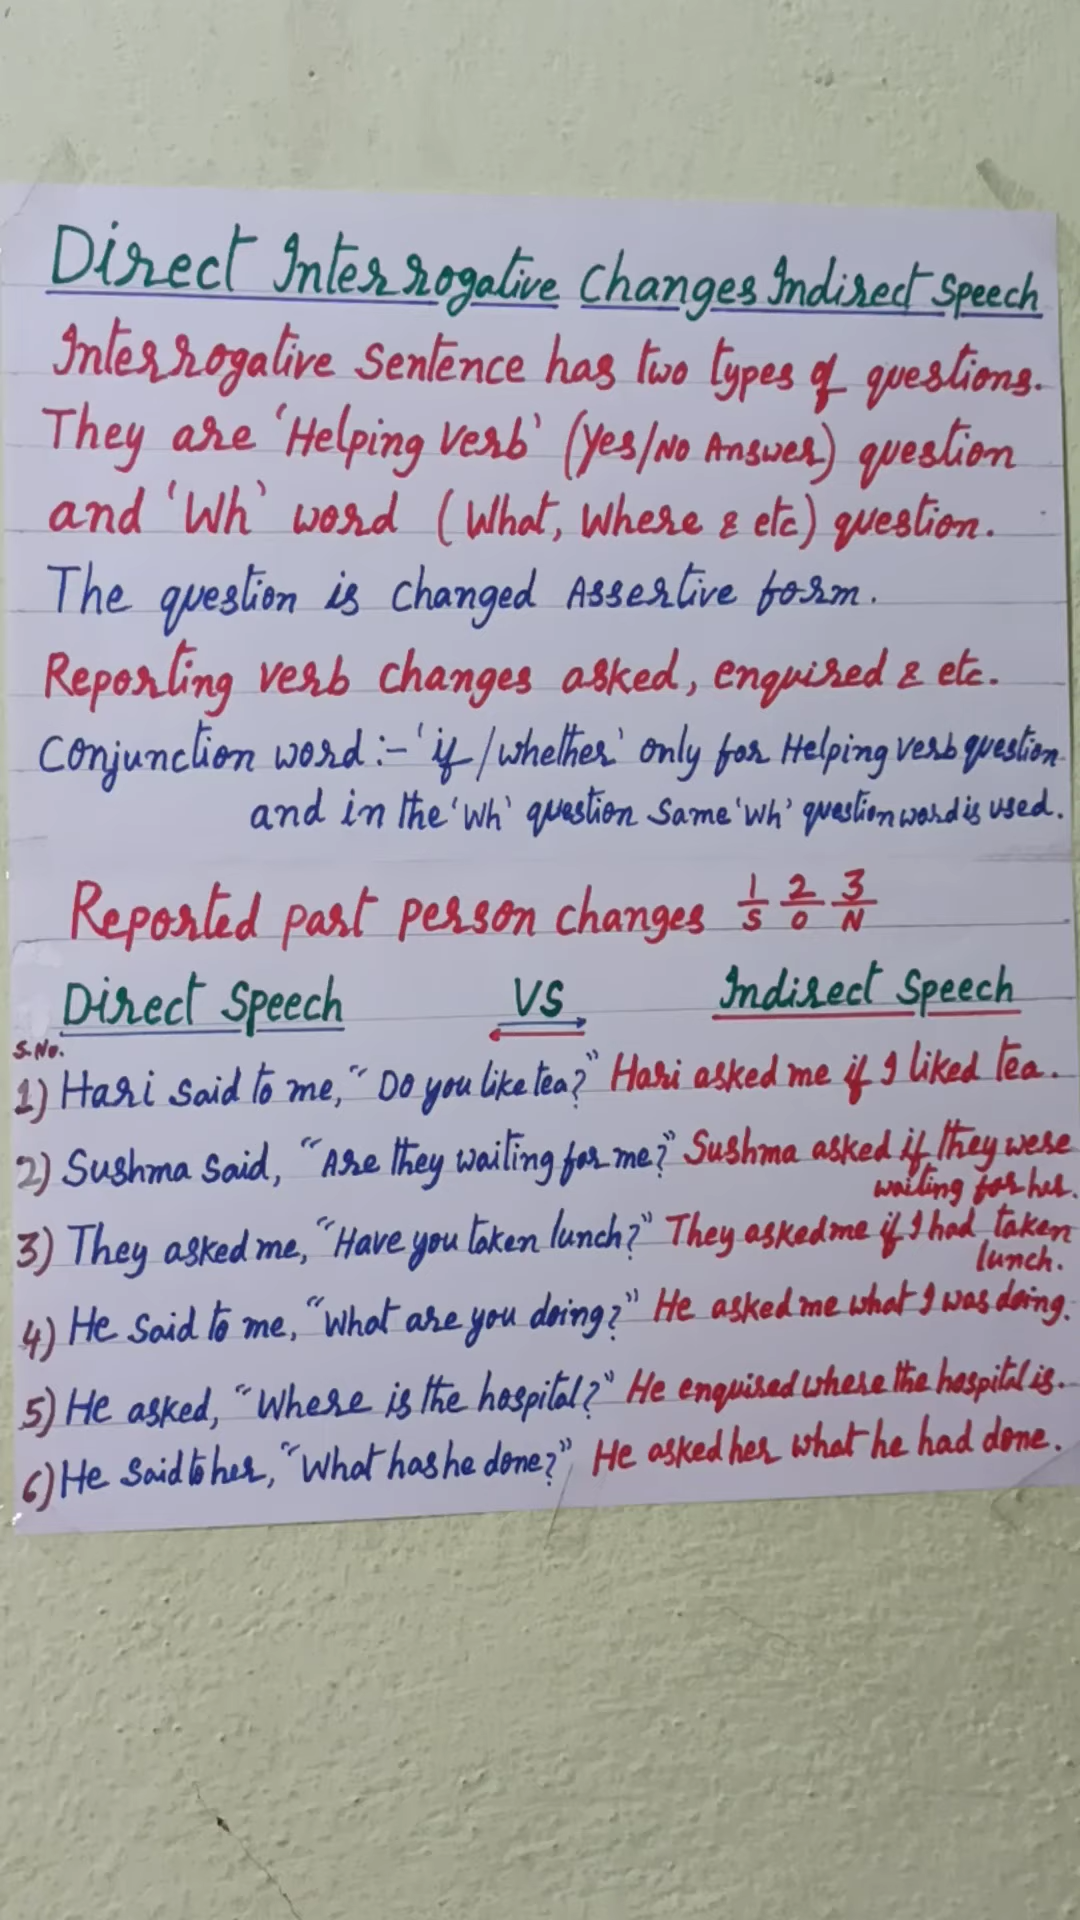 Direct Interrogative Changes Indirect Speech
Interrogative Sentence has two types of questions.
They are 'Helping Verb' (Yes/No Answer) question
and 'Wh' word (What, Where & etc) question.
The question is changed Assertive form.
Reporting verb changes asked, enquired & etc.
Conjunction word :- 'if/whether' only for Helping verb question
and in the 'Wh' question Same 'Wh' question word is used.
Reported part person changes 1/S 2/O 3/N
Direct Speech VS Indirect Speech
S.No.
1) Hari said to me, "Do you like tea?" Hari asked me if I liked tea.
2) Sushma said, "Are they waiting for me?" Sushma asked if they were
waiting for her.
3) They asked me, "Have you taken lunch?" They asked me if I had taken
lunch.
4) He said to me, "What are you doing?" He asked me what I was doing.
5) He asked, "Where is the hospital?" He enquired where the hospital is.
6) He said to her, "What has he done?" He asked her what he had done.